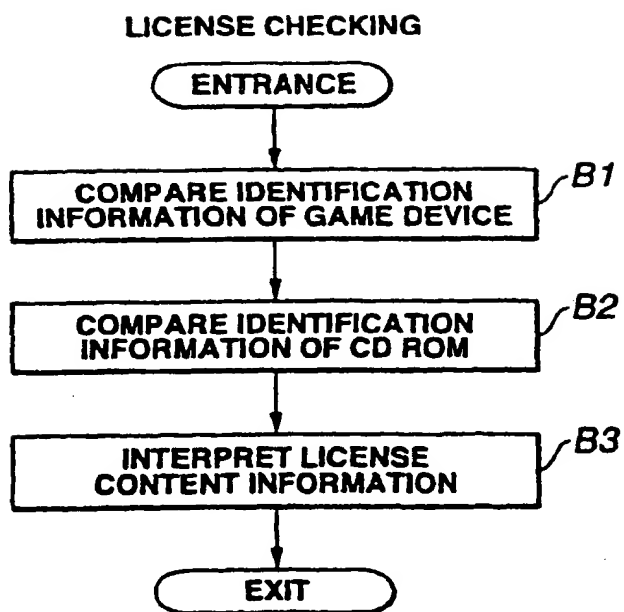 LICENSE CHECKING
ENTRANCE
COMPARE IDENTIFICATION
INFORMATION OF GAME DEVICE
B1
COMPARE IDENTIFICATION
INFORMATION OF CD ROM
B2
INTERPRET LICENSE
CONTENT INFORMATION
B3
EXIT